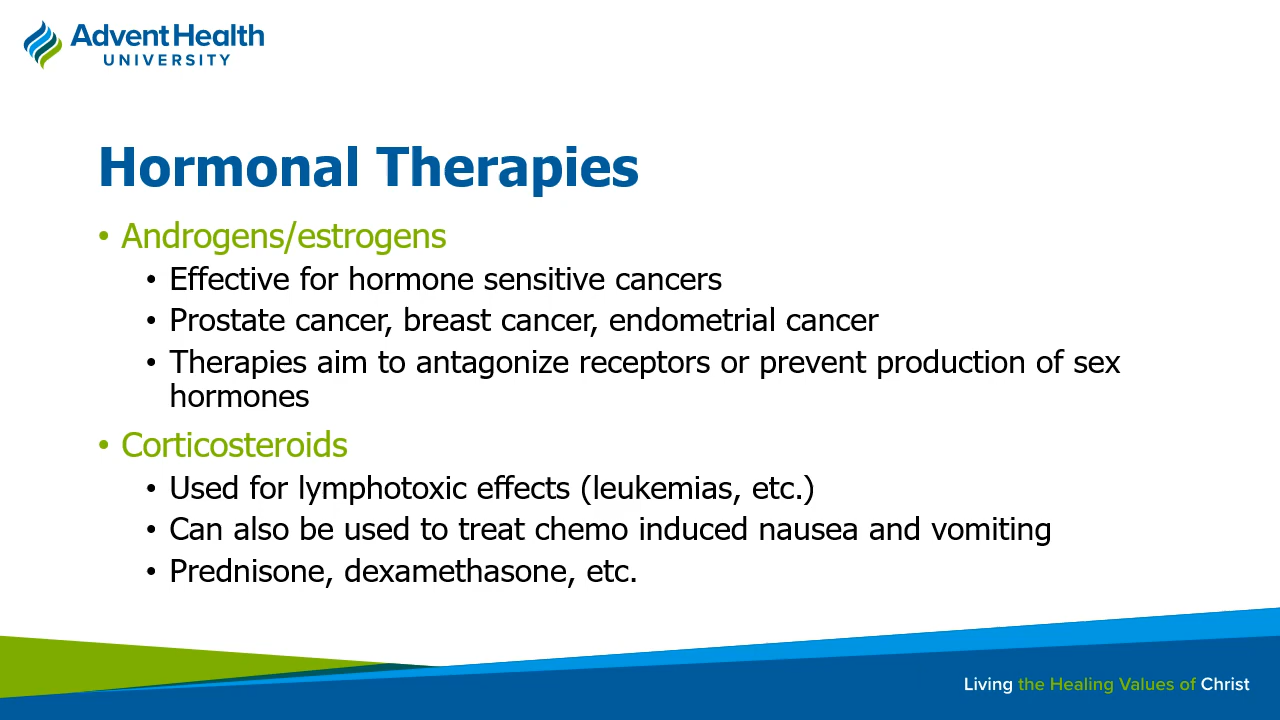 AdventHealth
UNIVERSITY
Hormonal Therapies
• Androgens/estrogens
• Effective for hormone sensitive cancers
• Prostate cancer, breast cancer, endometrial cancer
• Therapies aim to antagonize receptors or prevent production of sex
hormones
• Corticosteroids
• Used for lymphotoxic effects (leukemias, etc.)
• Can also be used to treat chemo induced nausea and vomiting
• Prednisone, dexamethasone, etc.
Living the Healing Values of Christ